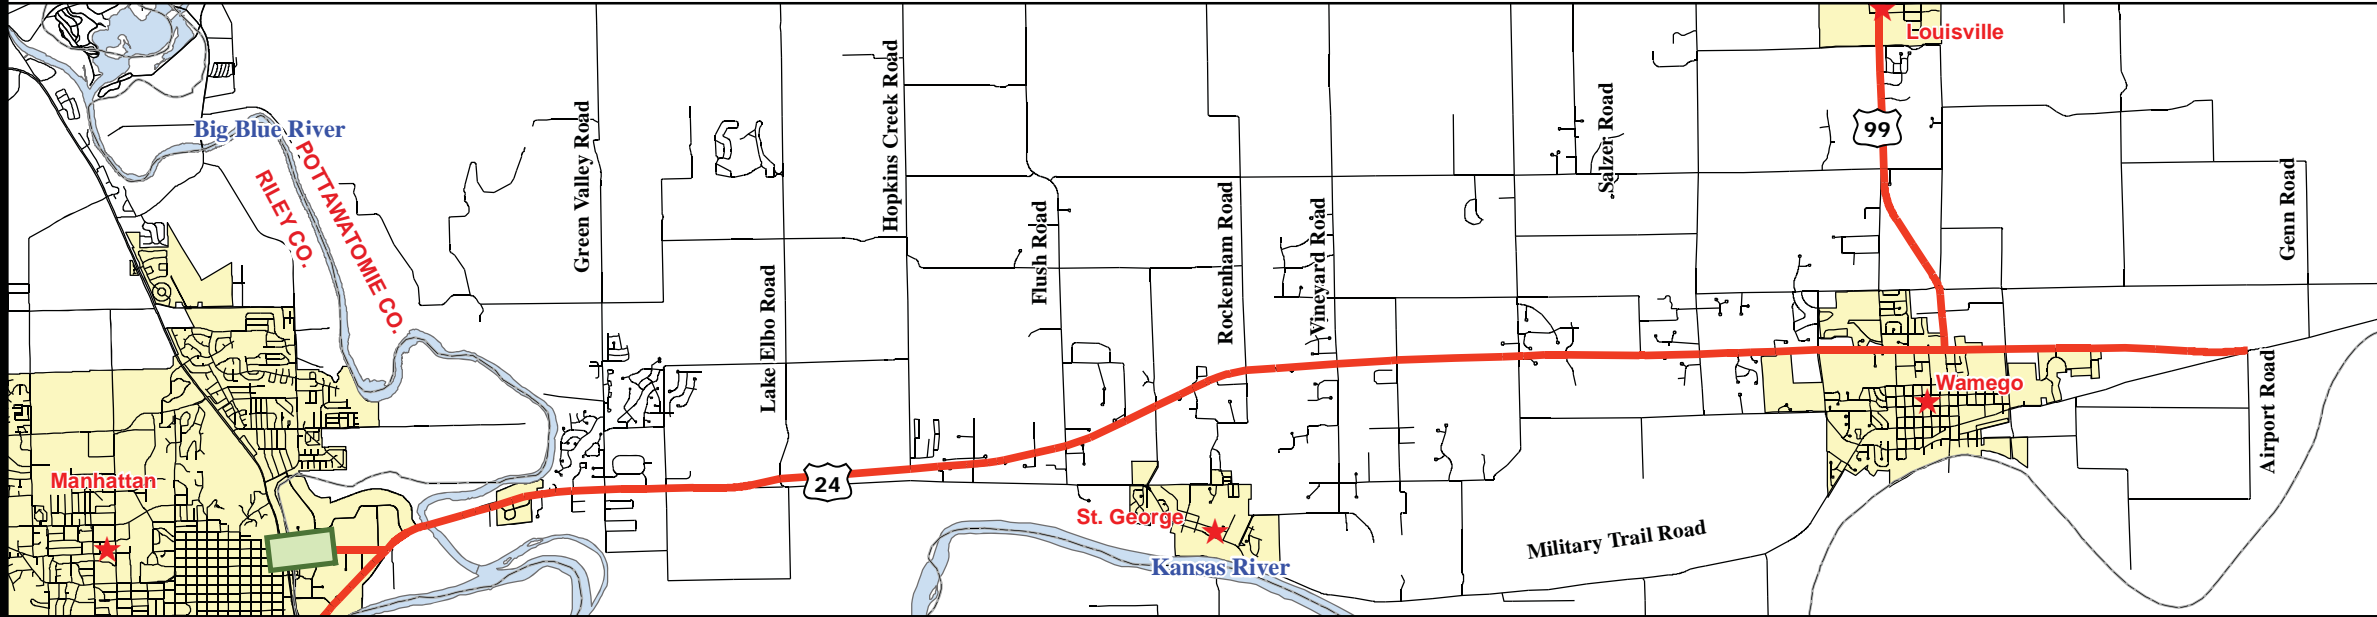 Louisville
99
Big Blue River
POTTAWATOMIE CO.
RILEY CO.
Green Valley Road
Hopkins Creek Road
Salzer Road
Genn Road
Lake Elbo Road
Flush Road
Rockenham Road
Vineyard Road
Wamego
Airport Road
Manhattan
24
St. George
Military Trail Road
Kansas River